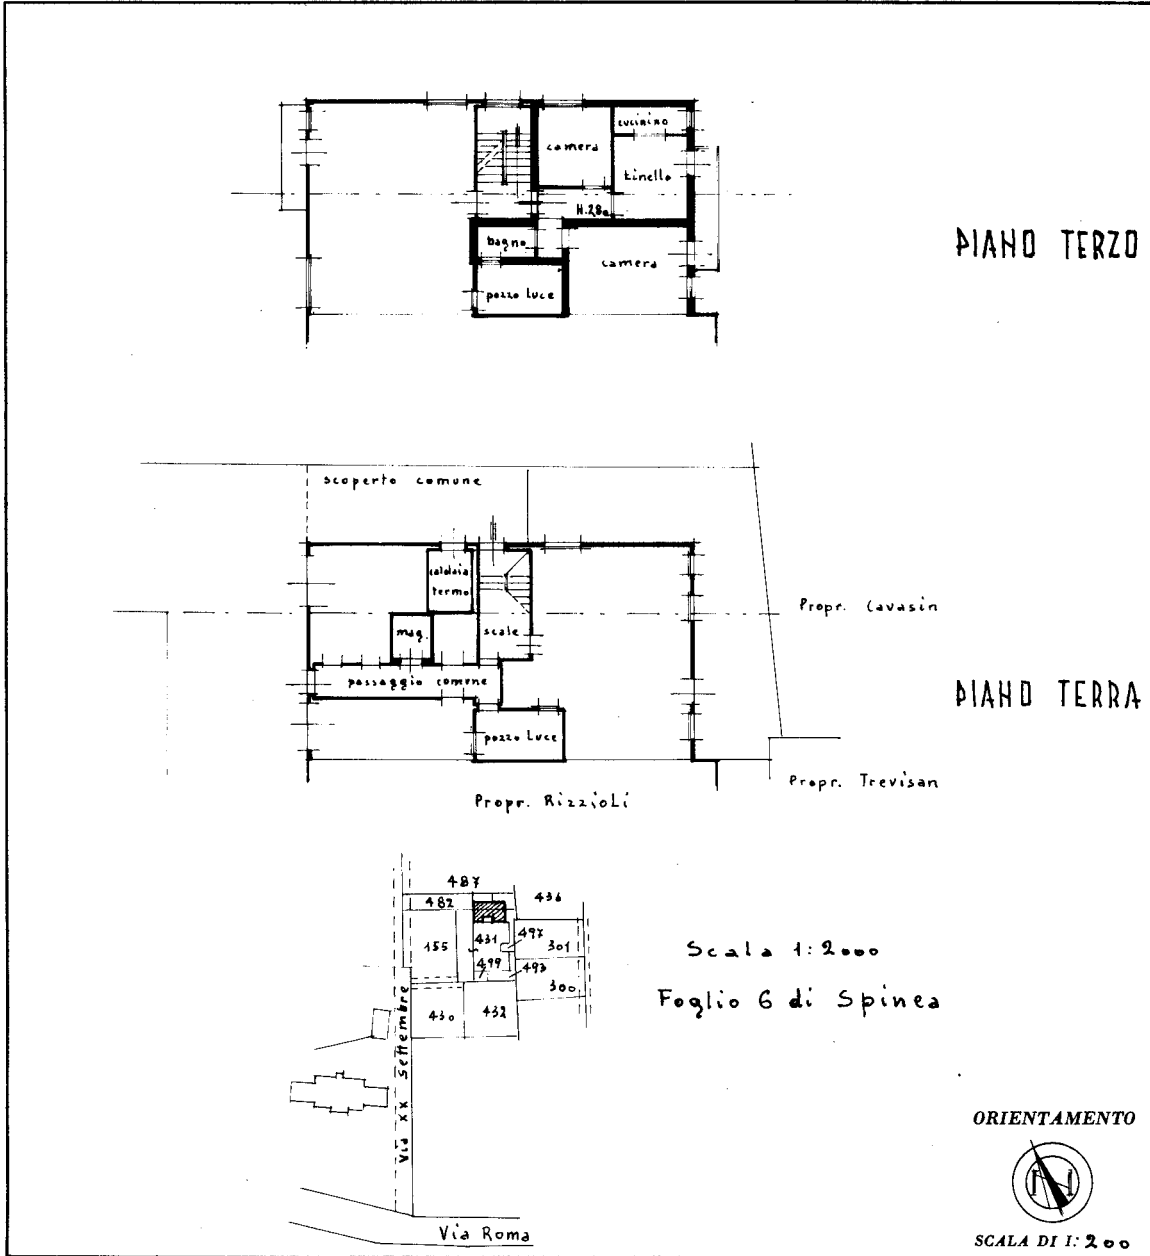 cucinino
camera
tinello
H. 2,80
bagno
camera
pozzo luce
PIANO TERZO
scoperto comune
caldaia
termo
Propr. Cavasin
mag.
scale
passaggio comune
PIANO TERRA
pozzo luce
Propr. Trevisan
Propr. Rizzioli
487
482
436
155
431
497
301
499
493
300
430
432
Scala 1:2000
Foglio 6 di Spinea
Via XX Settembre
Via Roma
ORIENTAMENTO
N
SCALA DI 1: 200